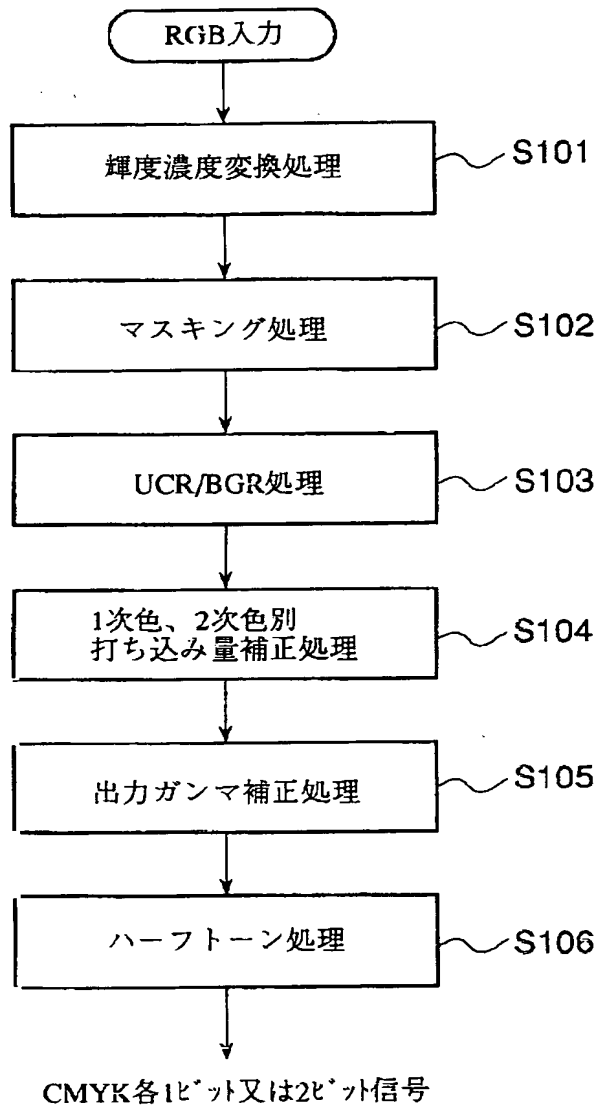 RGB入力
輝度濃度変換処理
S101
マスキング処理
S102
UCR/BGR処理
S103
1次色、2次色別
打ち込み量補正処理
S104
出力ガンマ補正処理
S105
ハーフトーン処理
S106
CMYK各1ﾋﾞｯﾄ又は2ﾋﾞｯﾄ信号